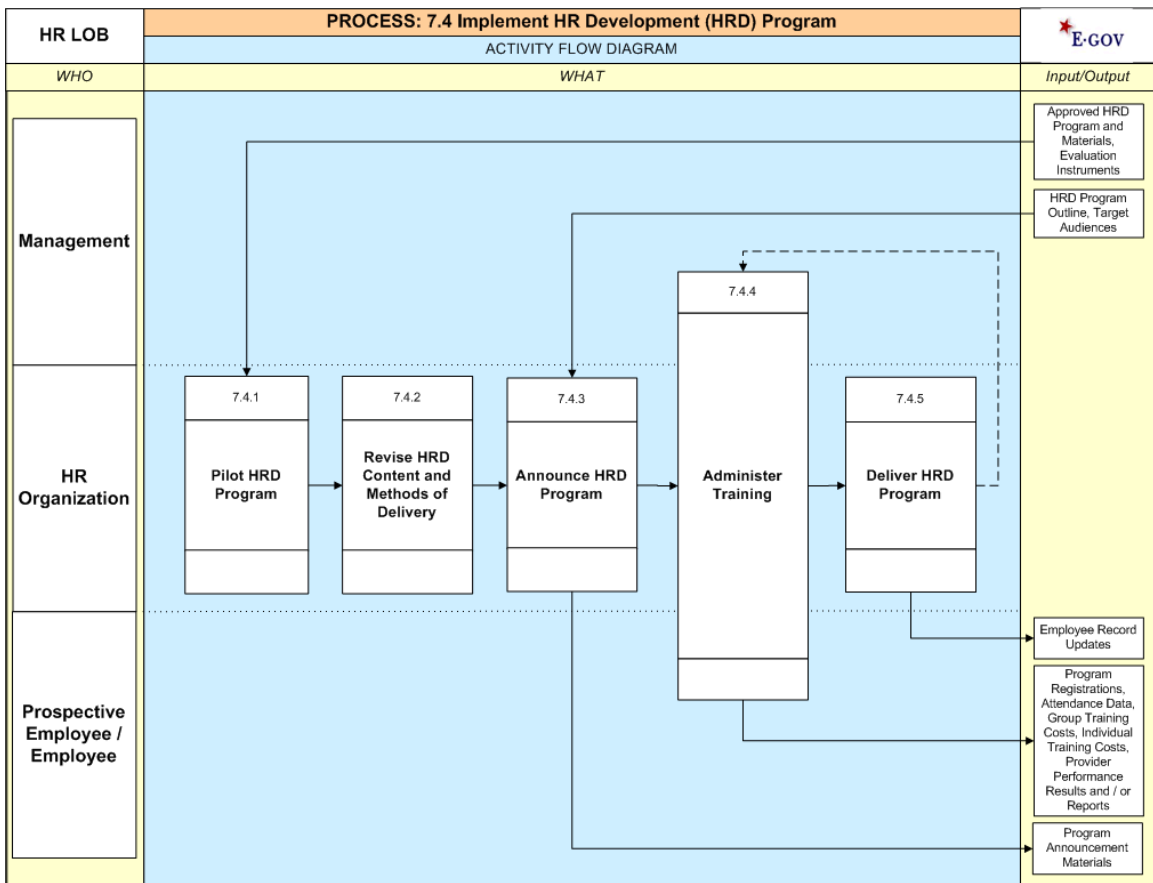 HR LOB
PROCESS: 7.4 Implement HR Development (HRD) Program
ACTIVITY FLOW DIAGRAM
E-GOV
WHO
WHAT
Input/Output
Management
HR
Organization
Prospective
Employee /
Employee
7.4.1
Pilot HRD
Program
7.4.2
Revise HRD
Content and
Methods of
Delivery
7.4.3
Announce HRD
Program
7.4.4
Administer
Training
7.4.5
Deliver HRD
Program
Approved HRD
Program and
Materials,
Evaluation
Instruments
HRD Program
Outline, Target
Audiences
Employee Record
Updates
Program
Registrations,
Attendance Data,
Group Training
Costs, Individual
Training Costs,
Provider
Performance
Results and / or
Reports
Program
Announcement
Materials